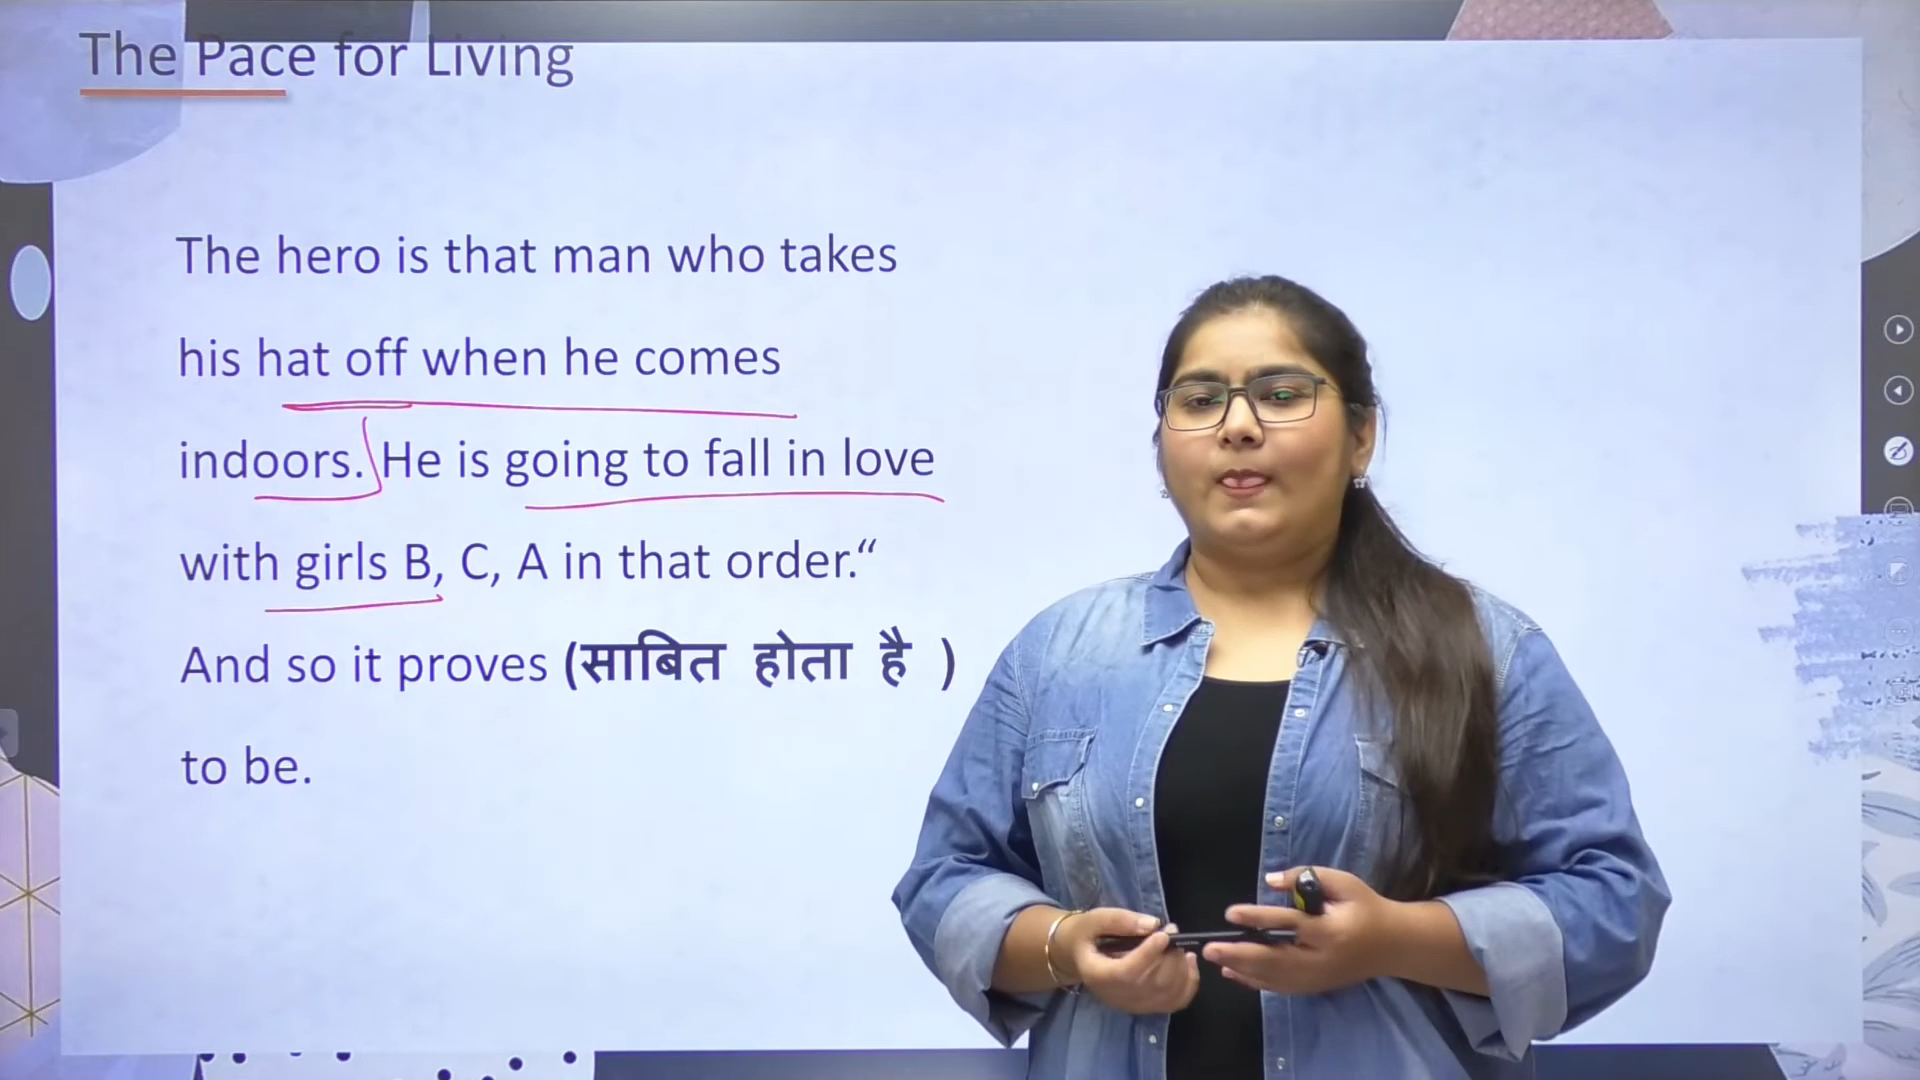 The Pace for Living
The hero is that man who takes
his hat off when he comes
indoors. He is going to fall in love
with girls B, C, A in that order.“
And so it proves (साबित होता है )
to be.